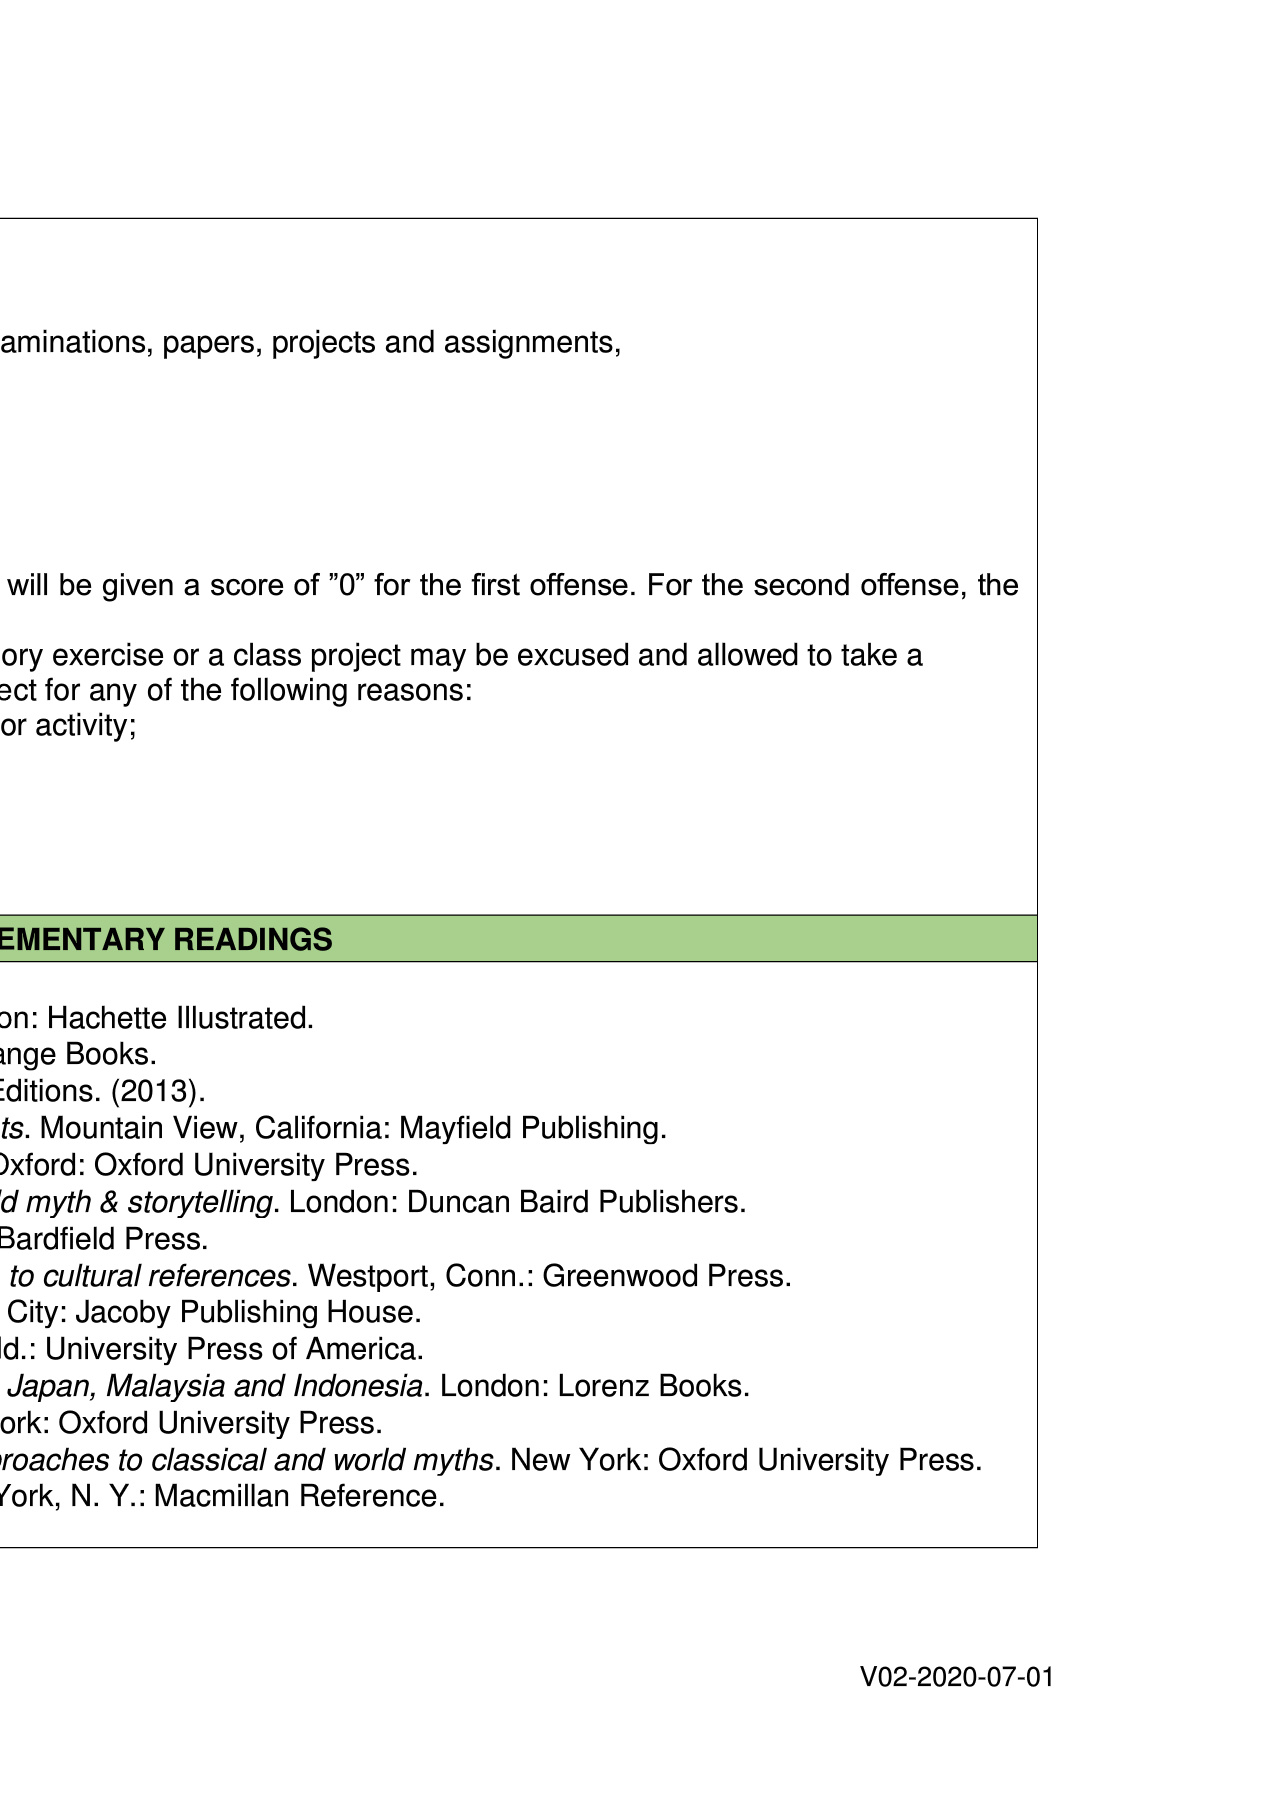 aminations, papers, projects and assignments,
will be given a score of ”0” for the first offense. For the second offense, the
ory exercise or a class project may be excused and allowed to take a
ect for any of the following reasons:
or activity;
EMENTARY READINGS
on: Hachette Illustrated.
ange Books.
Editions. (2013).
ts. Mountain View, California: Mayfield Publishing.
Oxford: Oxford University Press.
ld myth & storytelling. London: Duncan Baird Publishers.
Bardfield Press.
to cultural references. Westport, Conn.: Greenwood Press.
City: Jacoby Publishing House.
d.: University Press of America.
Japan, Malaysia and Indonesia. London: Lorenz Books.
ork: Oxford University Press.
proaches to classical and world myths. New York: Oxford University Press.
York, N. Y.: Macmillan Reference.
V02-2020-07-01